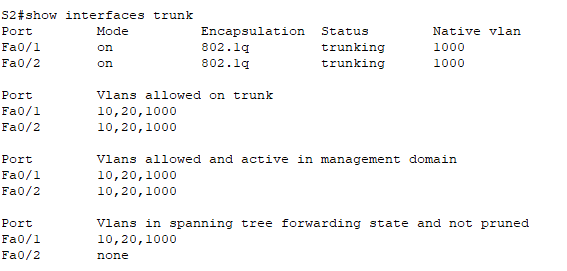 S2#show interfaces trunk
Port        Mode         Encapsulation  Status        Native vlan
Fa0/1       on           802.1q         trunking      1000
Fa0/2       on           802.1q         trunking      1000
Port        Vlans allowed on trunk
Fa0/1       10,20,1000
Fa0/2       10,20,1000
Port        Vlans allowed and active in management domain
Fa0/1       10,20,1000
Fa0/2       10,20,1000
Port        Vlans in spanning tree forwarding state and not pruned
Fa0/1       10,20,1000
Fa0/2       none